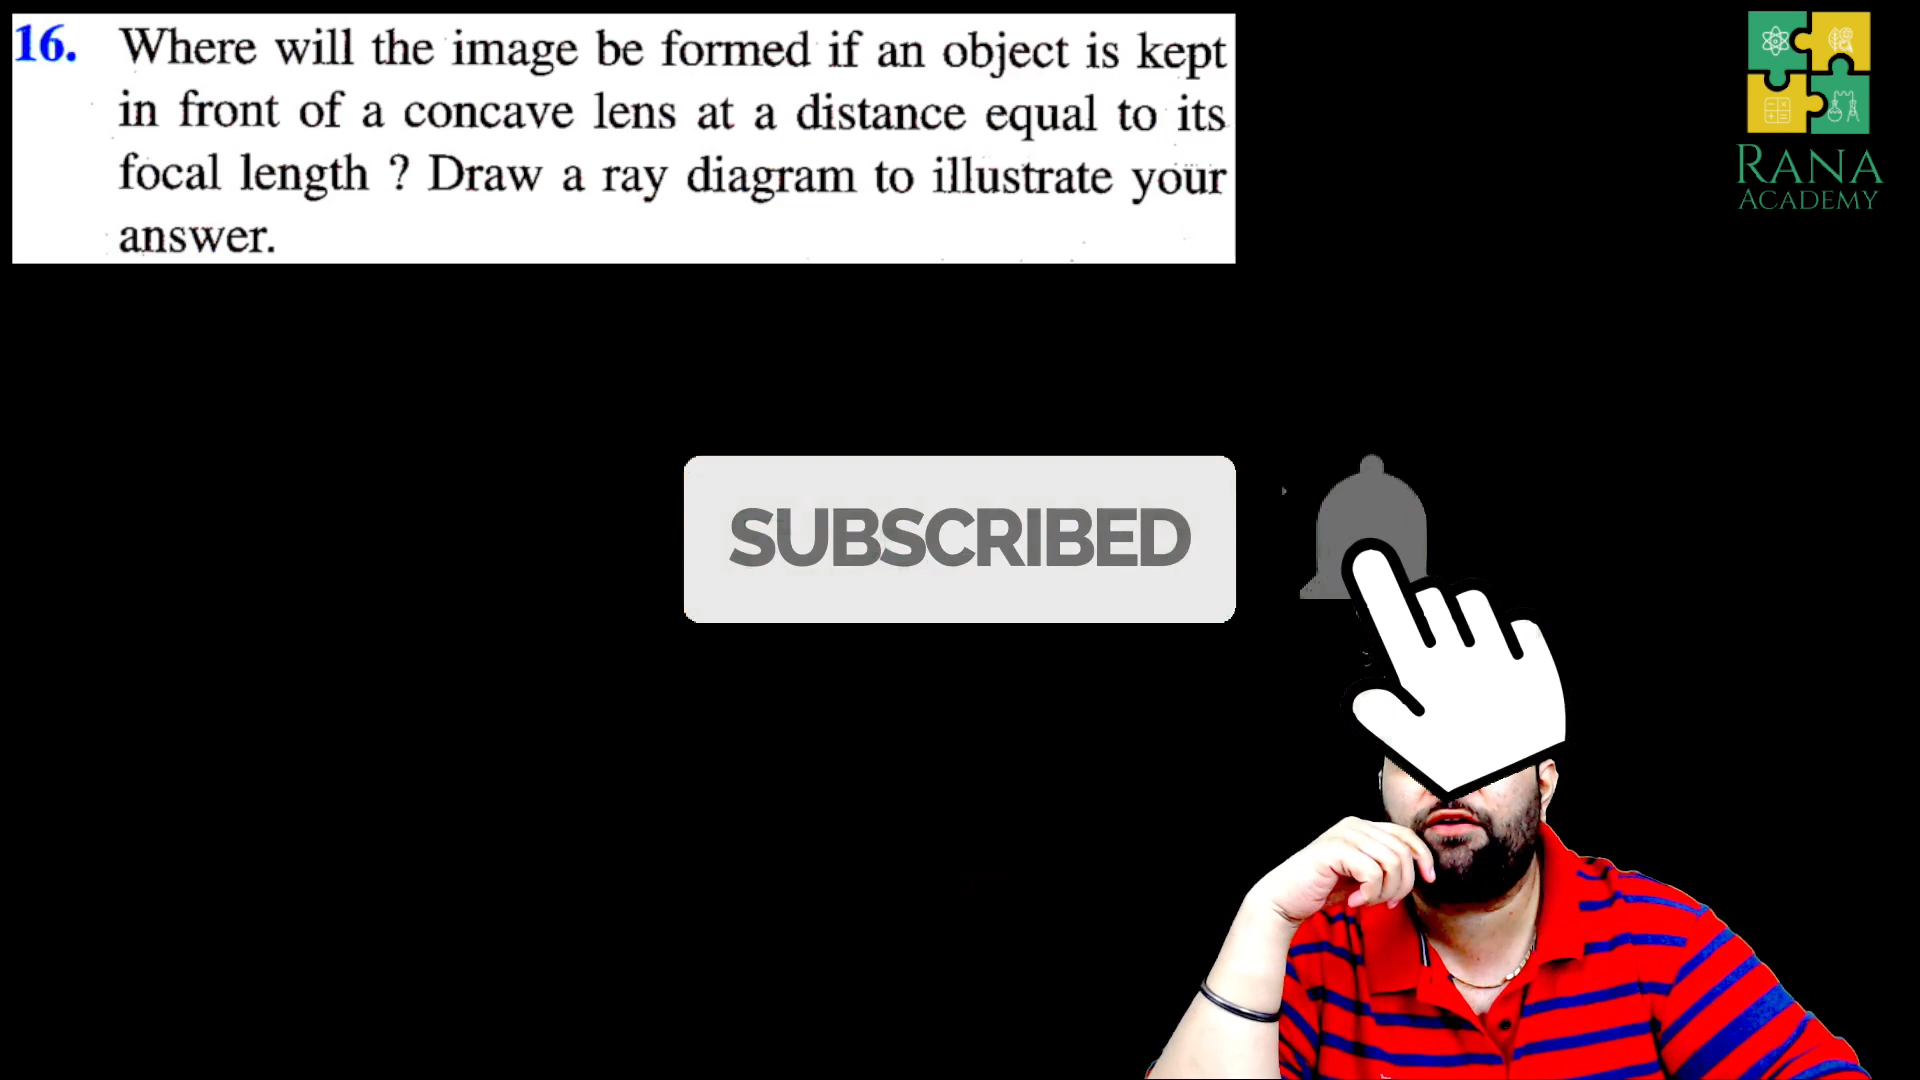 16. Where will the image be formed if an object is kept
in front of a concave lens at a distance equal to its
focal length ? Draw a ray diagram to illustrate your
answer.
RANA
ACADEMY
SUBSCRIBED